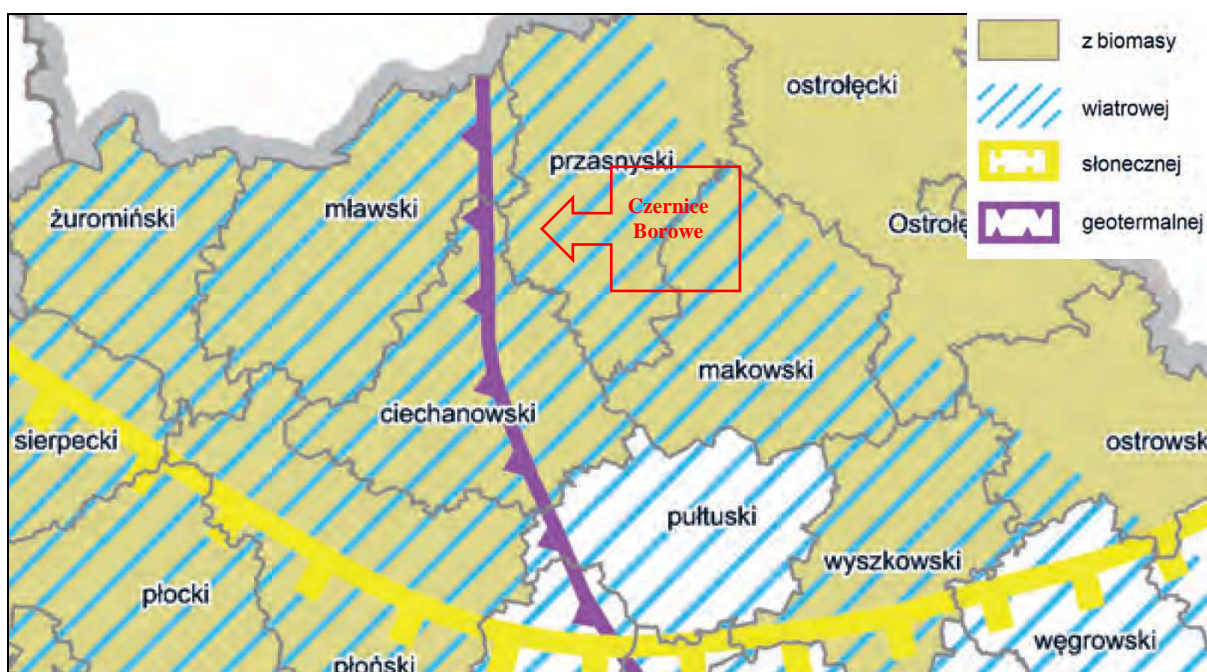 z biomasy
wiatrowej
słonecznej
geotermalnej
ostrołęcki
przasnyski
Czernice
Borowe
żuromiński
mławski
Ostrołę
makowski
ciechanowski
sierpecki
ostrowsk
pułtuski
wyszkowski
płocki
węgrowski
płoński